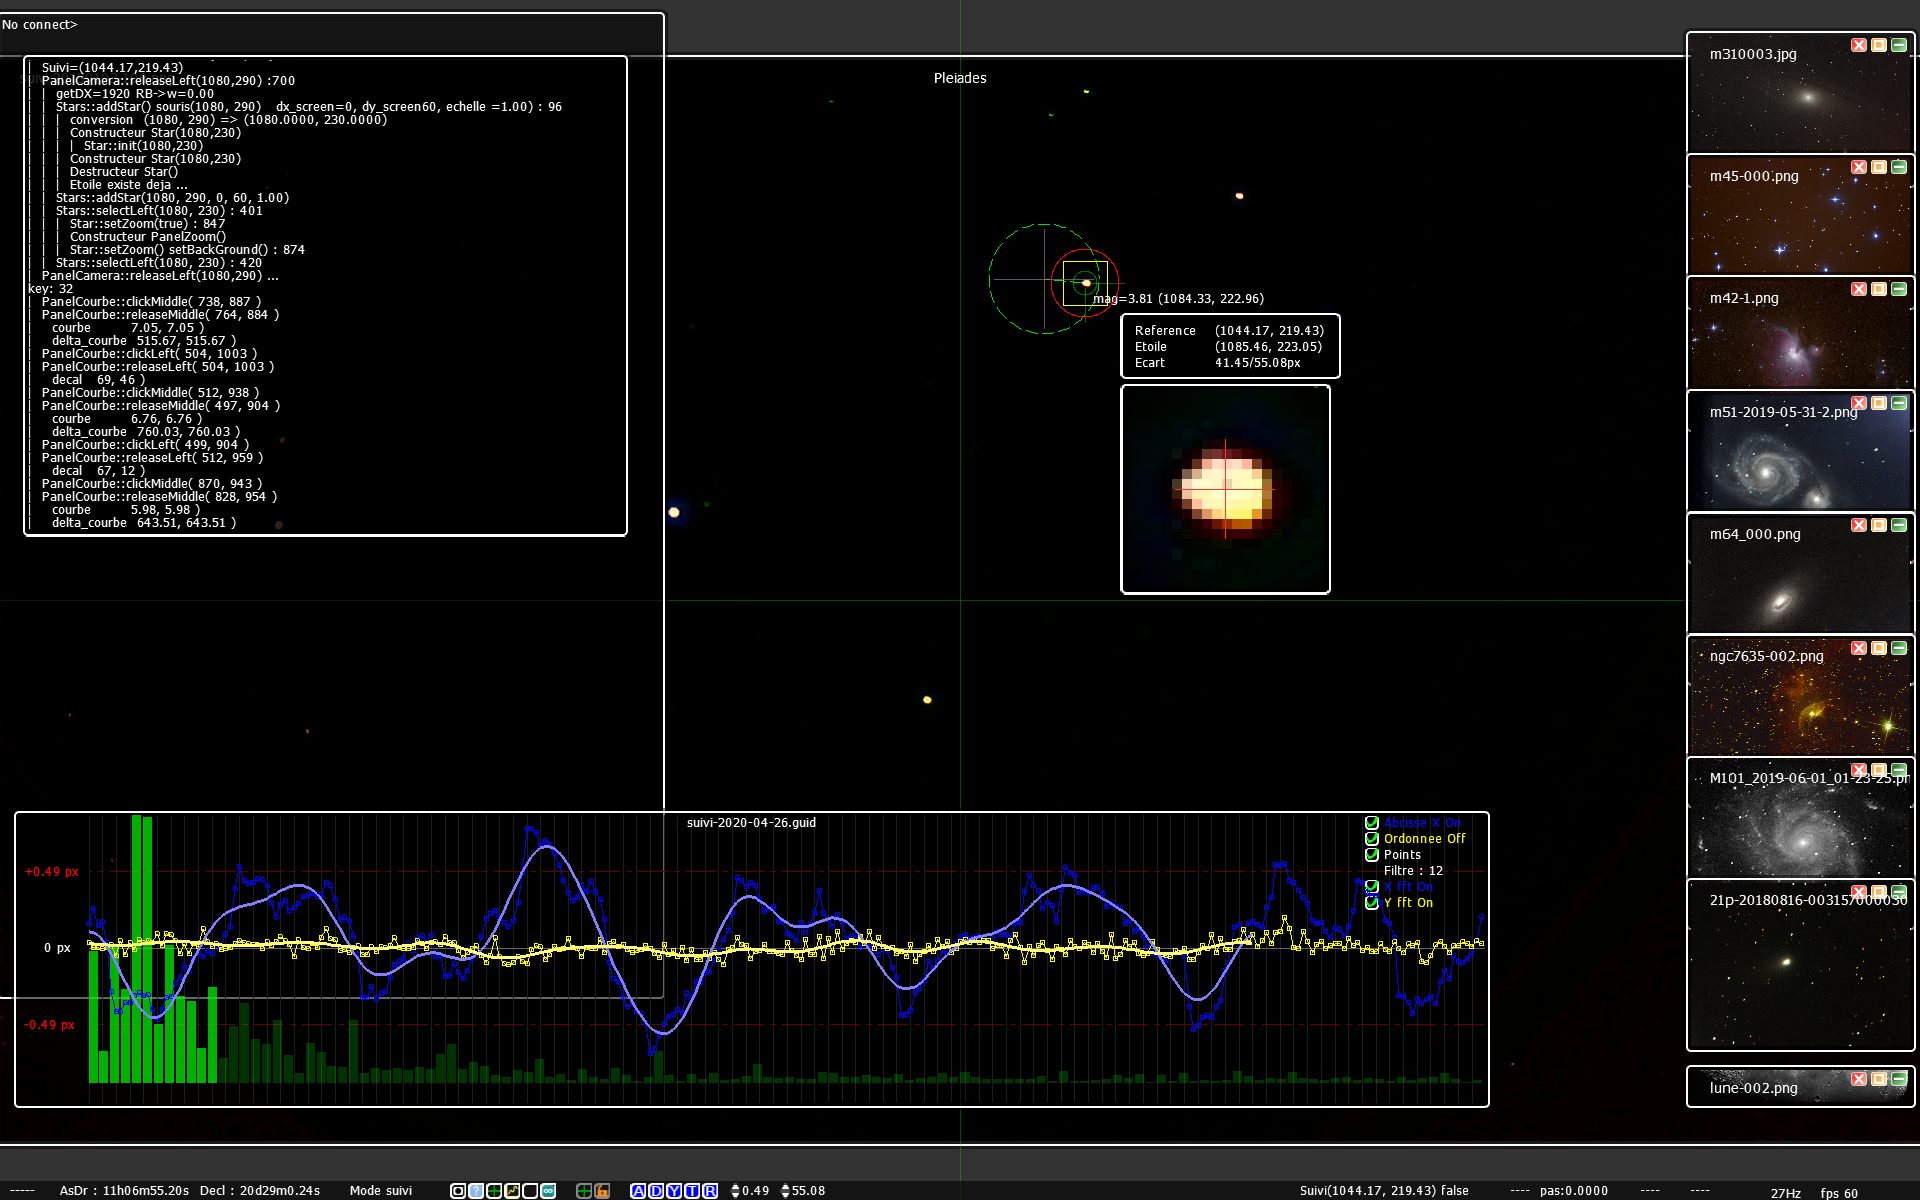 No connect>
Suivi=(1044.17,219.43)
PanelCamera::releaseLeft(1080,290) :700
| | getDX=1920 RB->w=0.00
| | Stars::addStar() souris(1080, 290) dx_screen=0, dy_screen60, echelle =1.00) : 96
| | | conversion (1080, 290) => (1080.0000, 230.0000)
| | | Constructeur Star(1080,230)
| | | | Star::init(1080,230)
| | | Constructeur Star(1080,230)
| | | Destructeur Star()
| | | Etoile existe deja ...
| | Stars::addStar(1080, 290, 0, 60, 1.00)
| | Stars::selectLeft(1080, 230) : 401
| | | Star::setZoom(true) : 847
| | | Constructeur PanelZoom()
| | | Star::setZoom() setBackGround() : 874
| | Stars::selectLeft(1080, 230) : 420
| PanelCamera::releaseLeft(1080,290) ...
key: 32
| PanelCourbe::clickMiddle( 738, 887 )
| PanelCourbe::releaseMiddle( 764, 884 )
| courbe 7.05, 7.05 )
| delta_courbe 515.67, 515.67 )
| PanelCourbe::clickLeft( 504, 1003 )
| PanelCourbe::releaseLeft( 504, 1003 )
| decal 69, 46 )
| PanelCourbe::clickMiddle( 512, 938 )
| PanelCourbe::releaseMiddle( 497, 904 )
| courbe 6.76, 6.76 )
| delta_courbe 760.03, 760.03 )
| PanelCourbe::clickLeft( 499, 904 )
| PanelCourbe::releaseLeft( 512, 959 )
| decal 67, 12 )
| PanelCourbe::clickMiddle( 870, 943 )
| PanelCourbe::releaseMiddle( 828, 954 )
| courbe 5.98, 5.98 )
| delta_courbe 643.51, 643.51 )
Pleiades
mag=3.81 (1084.33, 222.96)
Reference (1044.17, 219.43)
Etoile (1085.46, 223.05)
Ecart 41.45/55.08px
m310003.jpg
m45-000.png
m42-1.png
m51-2019-05-31-2.png
m64_000.png
ngc7635-002.png
M101_2019-06-01_01-23-25.pn
21p-20180816-003157000030
lune-002.png
suivi-2020-04-26.guid
+0.49 px
0 px
-0.49 px
Abcisse X On
Ordonnee Off
Points
Filtre : 12
X fft On
Y fft On
----- AsDr : 11h06m55.20s Decl : 20d29m0.24s Mode suivi ? A D Y T R 0.49 55.08 Suivi(1044.17, 219.43) false ---- pas:0.0000 ---- ---- 27Hz fps 60